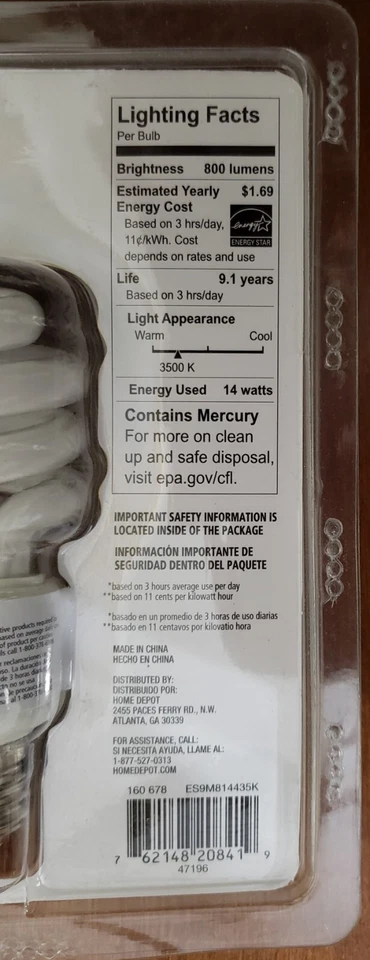 Lighting Facts
Per Bulb
Brightness 800 lumens
Estimated Yearly $1.69
Energy Cost
Based on 3 hrs/day,
11¢/kWh. Cost
depends on rates and use
energy
ENERGY STAR
Life 9.1 years
Based on 3 hrs/day
Light Appearance
Warm Cool
3500 K
Energy Used 14 watts
Contains Mercury
For more on clean
up and safe disposal,
visit epa.gov/cfl.
IMPORTANT SAFETY INFORMATION IS
LOCATED INSIDE OF THE PACKAGE
INFORMACIÓN IMPORTANTE DE
SEGURIDAD DENTRO DEL PAQUETE
*based on 3 hours average use per day
**based on 11 cents per kilowatt hour
*basado en un promedio de 3 horas de uso diarias
**basado en 11 centavos por kilovatio hora
MADE IN CHINA
HECHO EN CHINA
DISTRIBUTED BY:
DISTRIBUIDO POR:
HOME DEPOT
2455 PACES FERRY RD., N.W.
ATLANTA, GA 30339
FOR ASSISTANCE, CALL:
SI NECESITA AYUDA, LLAME AL:
1-877-527-0313
HOMEDEPOT.COM
160 678 ES9M814435K
7 62148 20841 9
47196